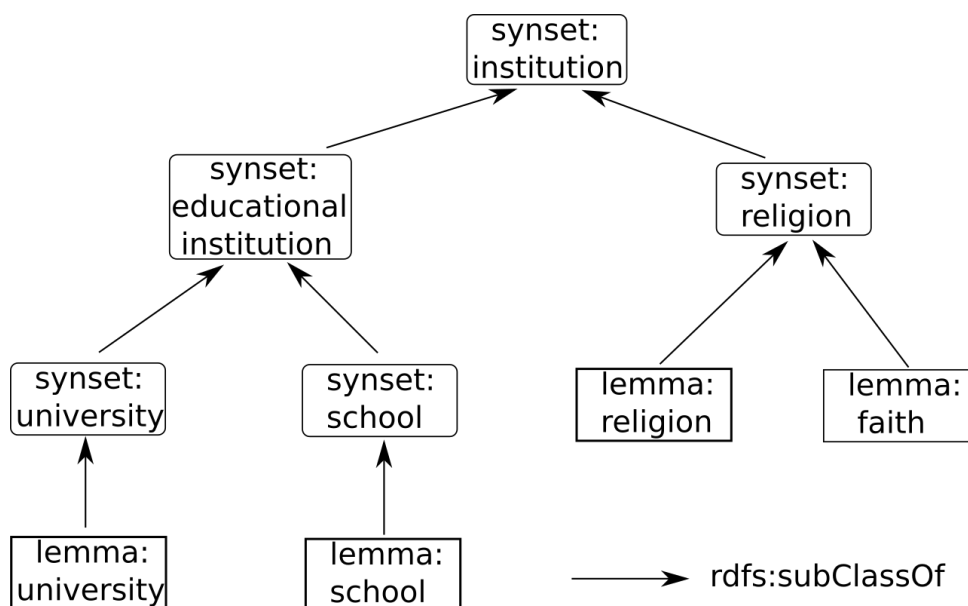 synset:
institution
synset:
educational
institution
synset:
religion
synset:
university
synset:
school
lemma:
religion
lemma:
faith
lemma:
university
lemma:
school
rdfs:subClassOf